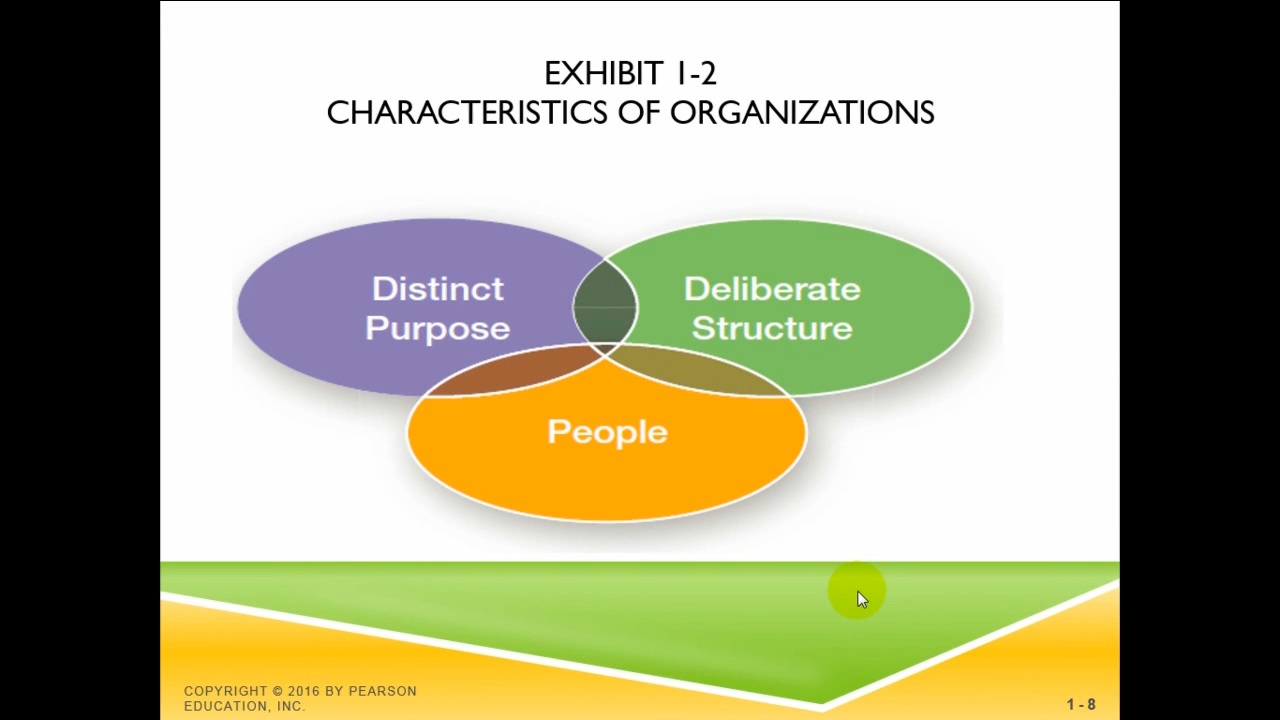 EXHIBIT 1-2
CHARACTERISTICS OF ORGANIZATIONS
Distinct
Purpose
Deliberate
Structure
People
COPYRIGHT © 2016 BY PEARSON
EDUCATION, INC.
1 - 8